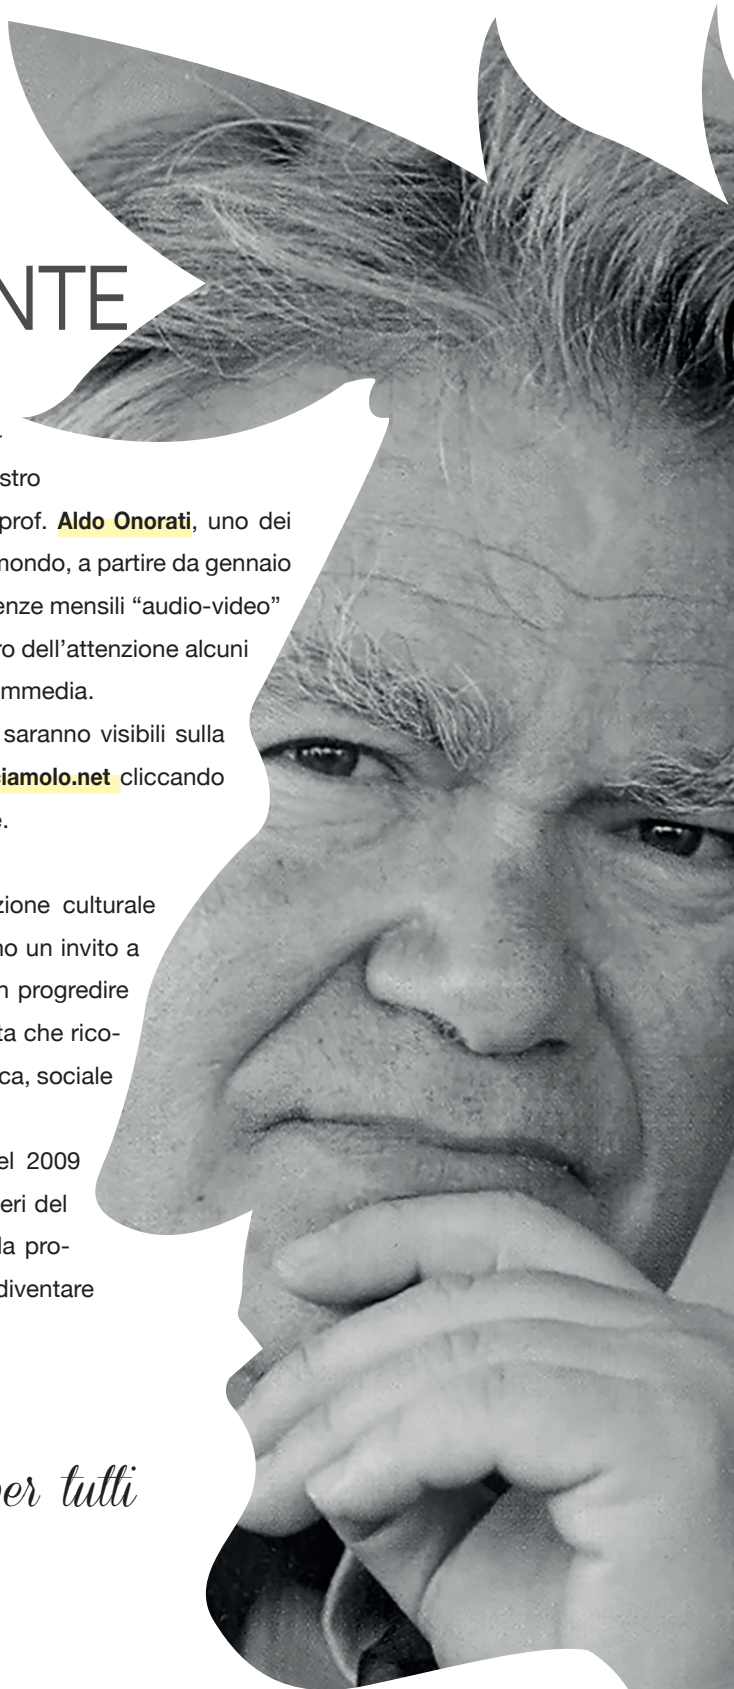 NTE
stro
prof. Aldo Onorati, uno dei
mondo, a partire da gennaio
enze mensili “audio-video”
ro dell’attenzione alcuni
mmedia.
saranno visibili sulla
iamolo.net cliccando
e.
zione culturale
no un invito a
n progredire
ta che rico-
ca, sociale
el 2009
eri del
la pro-
diventare
per tutti